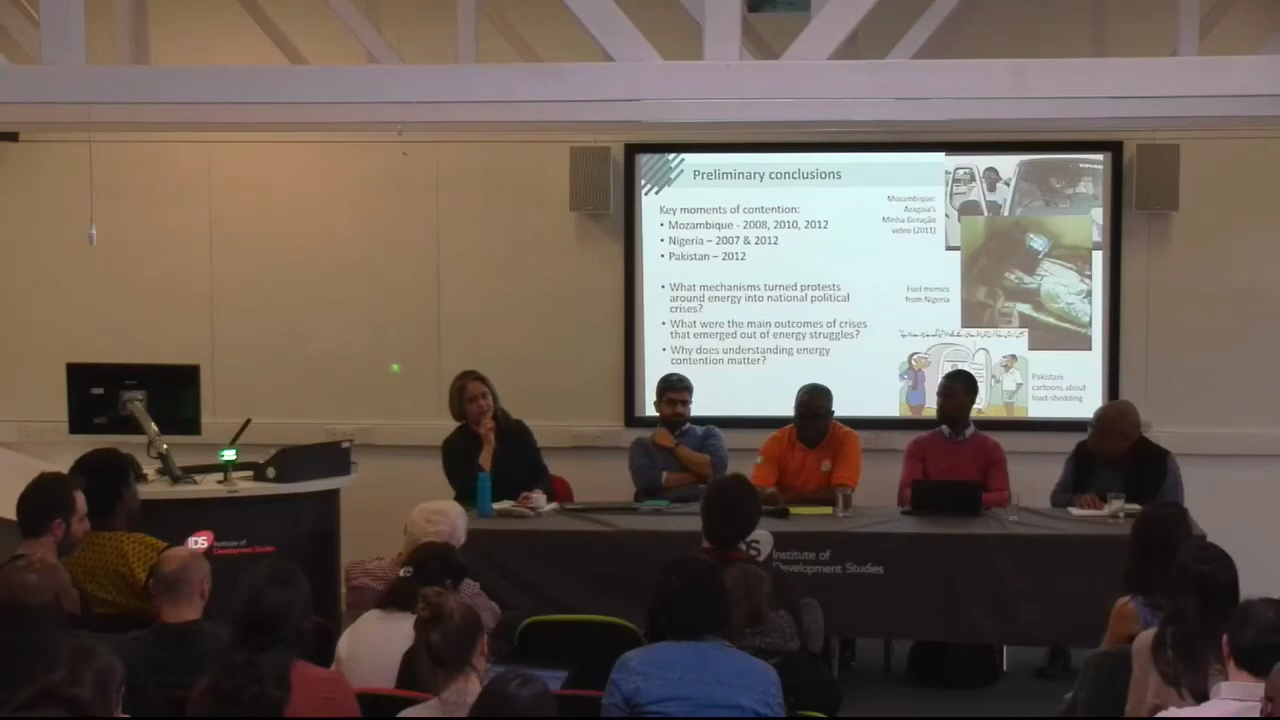 Preliminary conclusions
Key moments of contention:
• Mozambique - 2008, 2010, 2012
• Nigeria – 2007 & 2012
• Pakistan – 2012
• What mechanisms turned protests
around energy into national political
crises?
• What were the main outcomes of crises
that emerged out of energy struggles?
• Why does understanding energy
contention matter?
Mozambique:
Azagaia's
Minha Geração
video (2011)
Fuel memes
from Nigeria
Pakistani
cartoons about
load-shedding
IDS
Institute of
Development Studies
Institute of
Development Studies